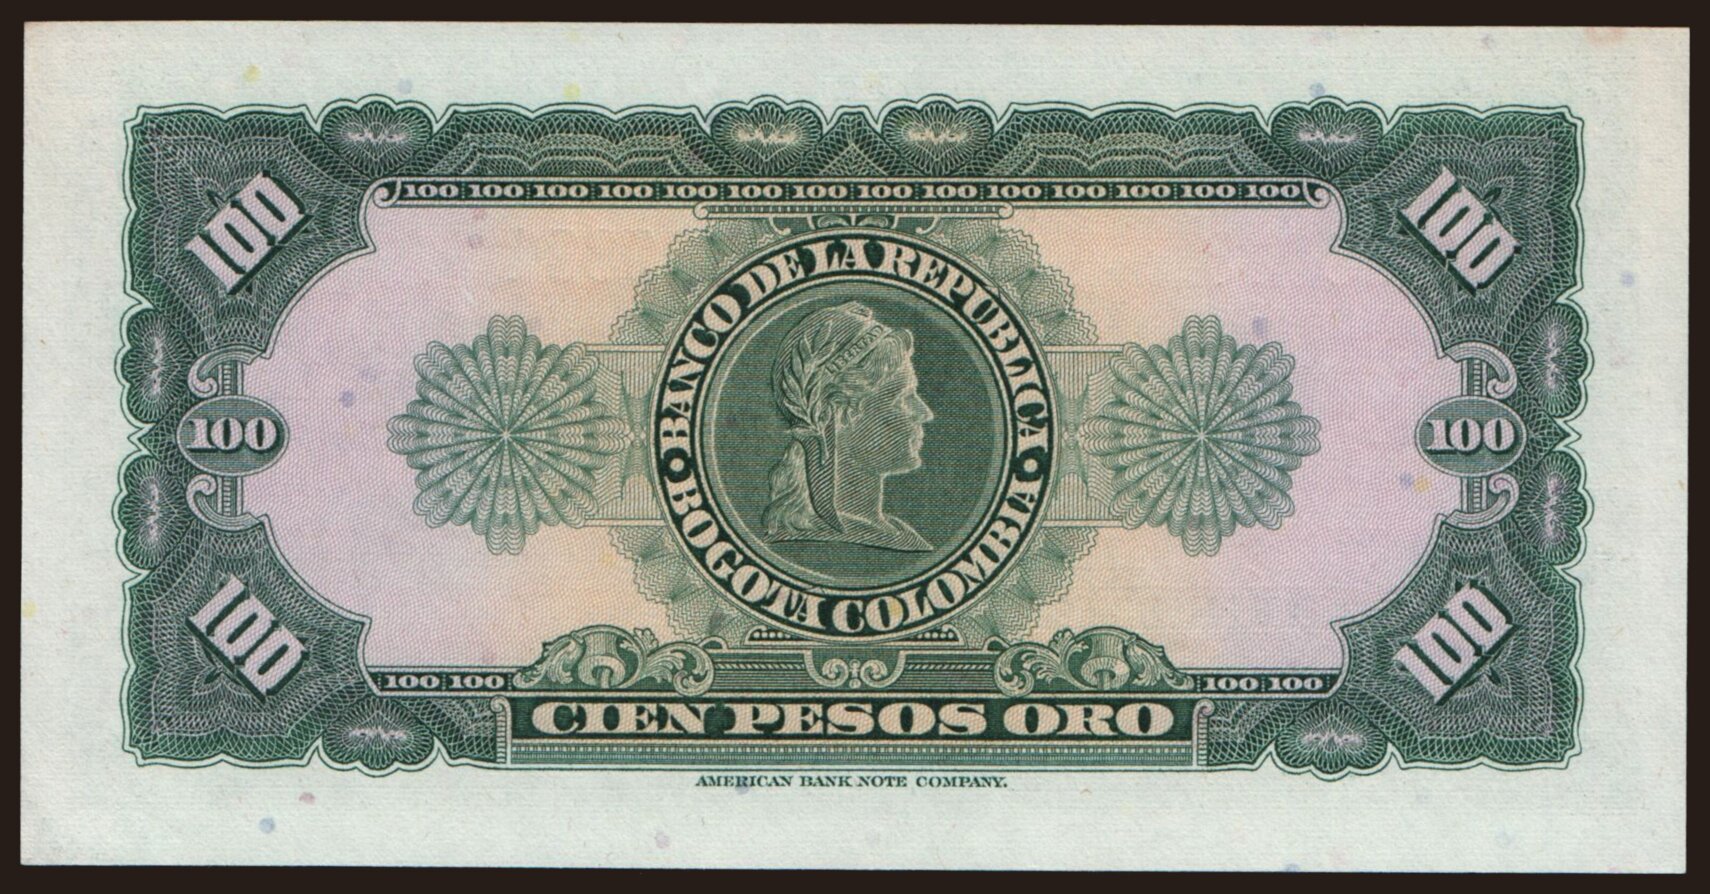 100 100
100 100 100 100 100 100 100 100 100 100 100 100 100 100
BANCO DE LA REPUBLICA
LIBERTAD
100 100
BOGOTA COLOMBIA
100 100
100 100 100 100
CIEN PESOS ORO
AMERICAN BANK NOTE COMPANY.